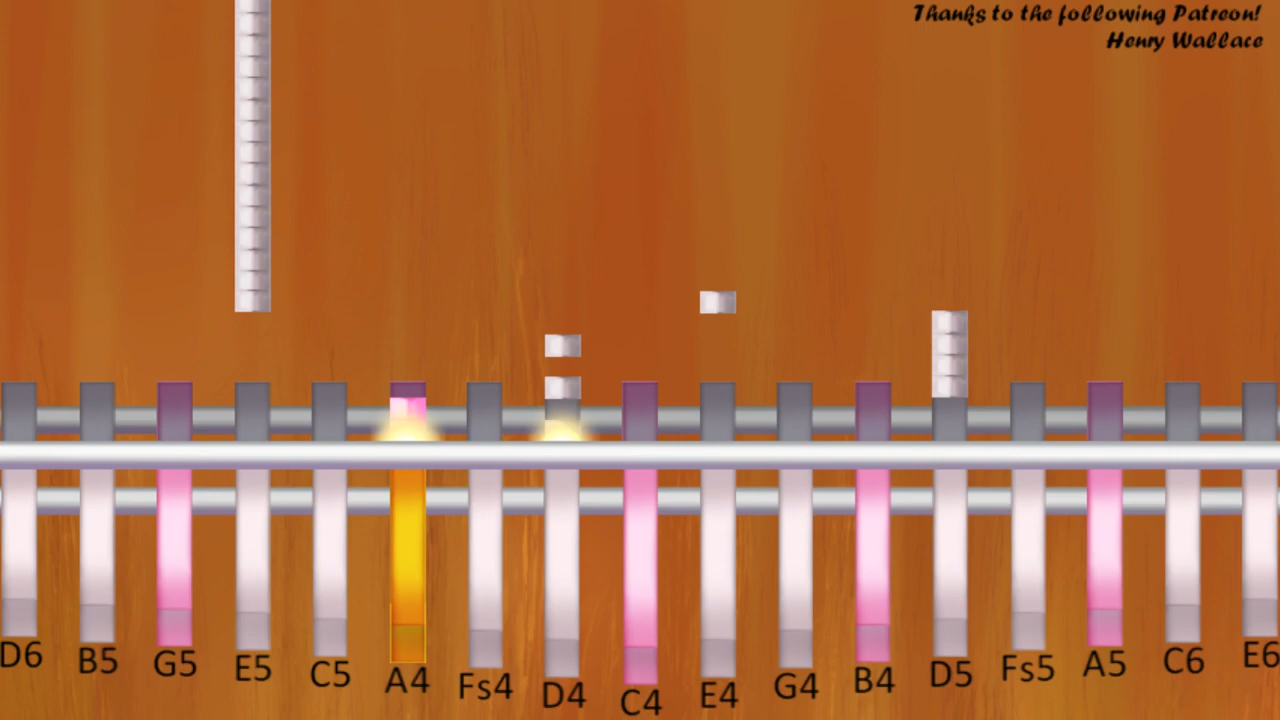 Thanks to the following Patreon!
Henry Wallace
D6 B5 G5 E5 C5 A4 Fs4 D4 C4 E4 G4 B4 D5 Fs5 A5 C6 E6